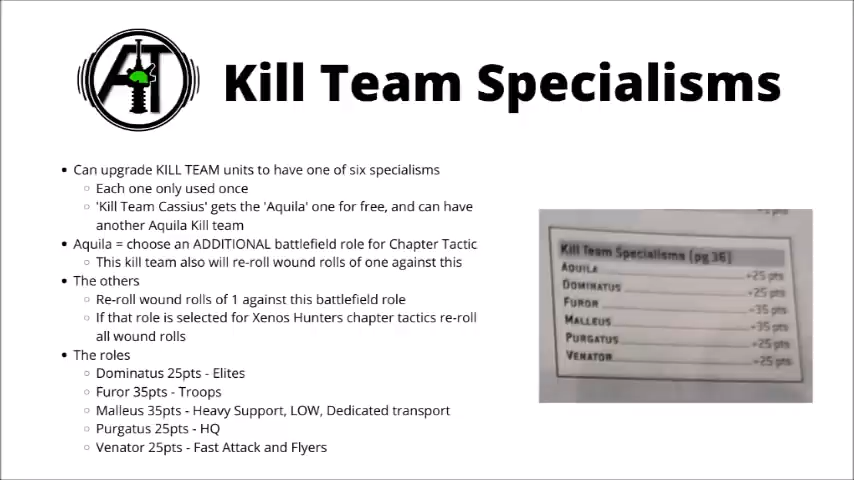 AT
Kill Team Specialisms
• Can upgrade KILL TEAM units to have one of six specialisms
○ Each one only used once
○ 'Kill Team Cassius' gets the 'Aquila' one for free, and can have
another Aquila Kill team
• Aquila = choose an ADDITIONAL battlefield role for Chapter Tactic
○ This kill team also will re-roll wound rolls of one against this
• The others
○ Re-roll wound rolls of 1 against this battlefield role
○ If that role is selected for Xenos Hunters chapter tactics re-roll
all wound rolls
• The roles
○ Dominatus 25pts - Elites
○ Furor 35pts - Troops
○ Malleus 35pts - Heavy Support, LOW, Dedicated transport
○ Purgatus 25pts - HQ
○ Venator 25pts - Fast Attack and Flyers
Kill Team Specialisms (pg 36)
AQUILA +25 pts
DOMINATUS +25 pts
FUROR +35 pts
MALLEUS +35 pts
PURGATUS +25 pts
VENATOR +25 pts